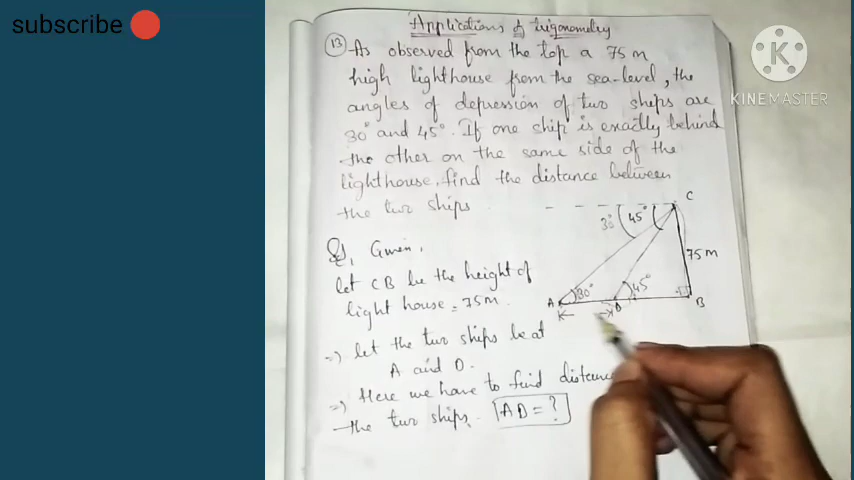 subscribe
KINEMASTER
Applications of trigonometry
(13) As observed from the top a 75 m
high lighthouse from the sea-level, the
angles of depression of two ships are
30° and 45°. If one ship is exactly behind
the other on the same side of the
lighthouse, find the distance between
the two ships
C
30° 45°
75 m
30° 45°
A D B
Sol, Given,
let CB be the height of
light house = 75m.
=) let the two ships be at
A and D.
=) Here we have to find distance
the two ships. AD = ?